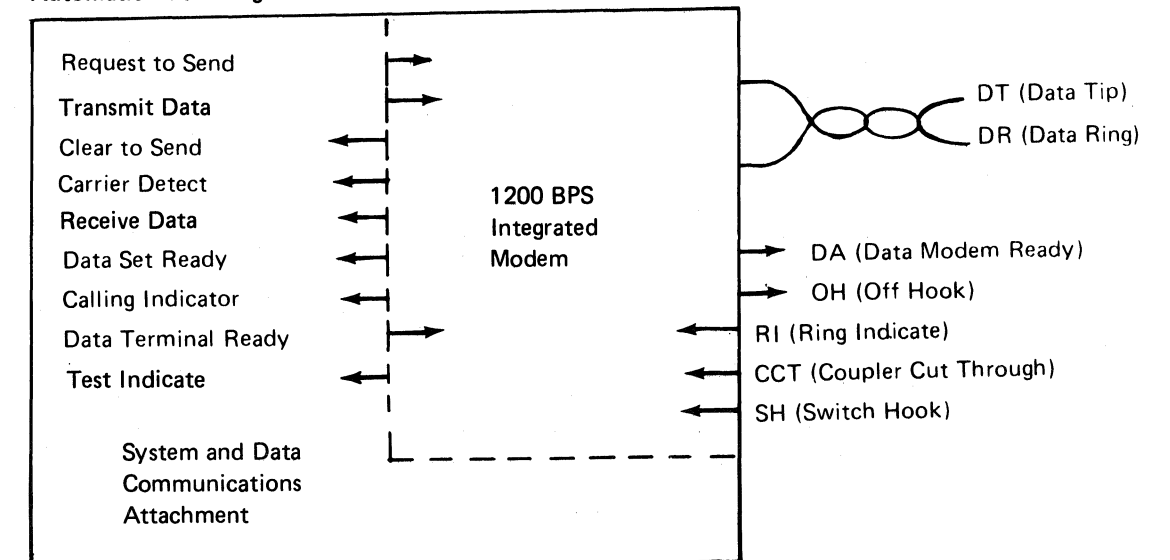 Request to Send
Transmit Data
Clear to Send
Carrier Detect
Receive Data
Data Set Ready
Calling Indicator
Data Terminal Ready
Test Indicate
System and Data
Communications
Attachment
1200 BPS
Integrated
Modem
DT (Data Tip)
DR (Data Ring)
DA (Data Modem Ready)
OH (Off Hook)
RI (Ring Indicate)
CCT (Coupler Cut Through)
SH (Switch Hook)